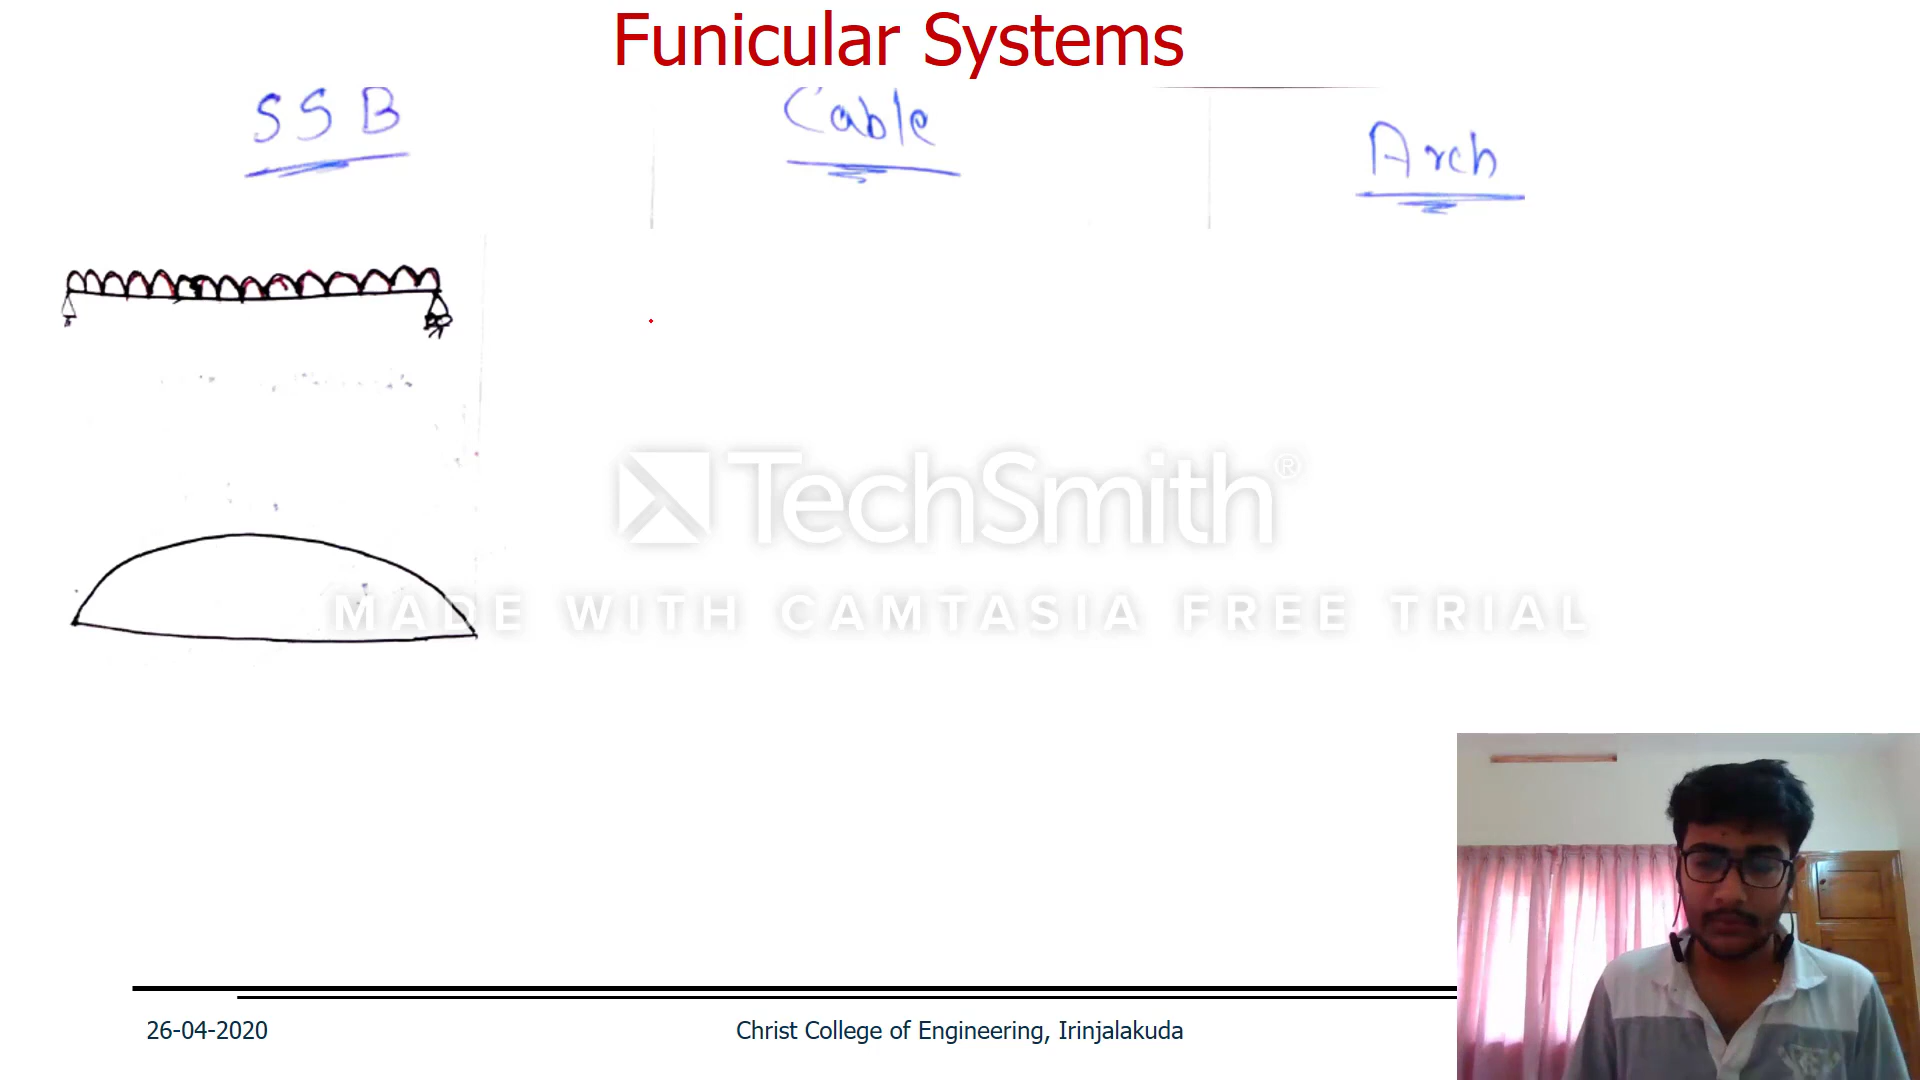 Funicular Systems
SSB
Cable
Arch
TechSmith®
MADE WITH CAMTASIA FREE TRIAL
26-04-2020
Christ College of Engineering, Irinjalakuda